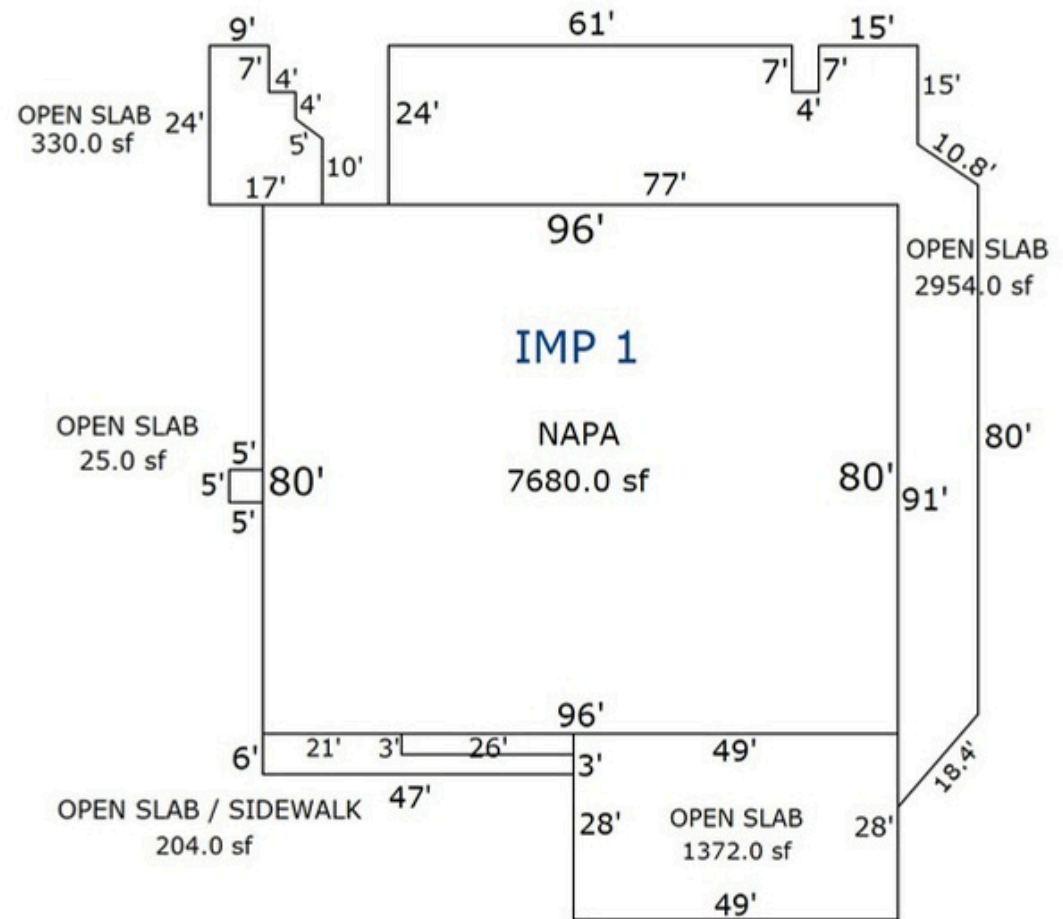 9'
61'
15'
7'
4'
7'
7'
15'
OPEN SLAB
330.0 sf
24'
4'
24'
4'
5'
10'
10.8'
17'
77'
96'
OPEN SLAB
2954.0 sf
IMP 1
OPEN SLAB
25.0 sf
NAPA
7680.0 sf
5'
5'
5'
80'
80'
91'
80'
96'
6'
21'
3'
26'
49'
3'
18.4'
47'
OPEN SLAB / SIDEWALK
204.0 sf
28'
OPEN SLAB
1372.0 sf
28'
49'